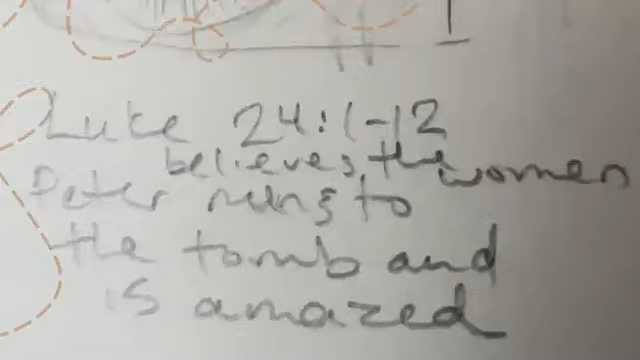 Luke 24:1-12
believes the women
Peter runs to
the tomb and
is amazed